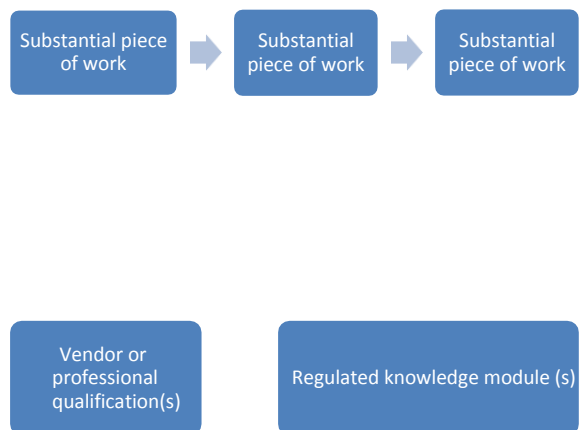 Substantial piece
of work
Substantial
piece of work
Substantial
piece of work
Vendor or
professional
qualification(s)
Regulated knowledge module (s)